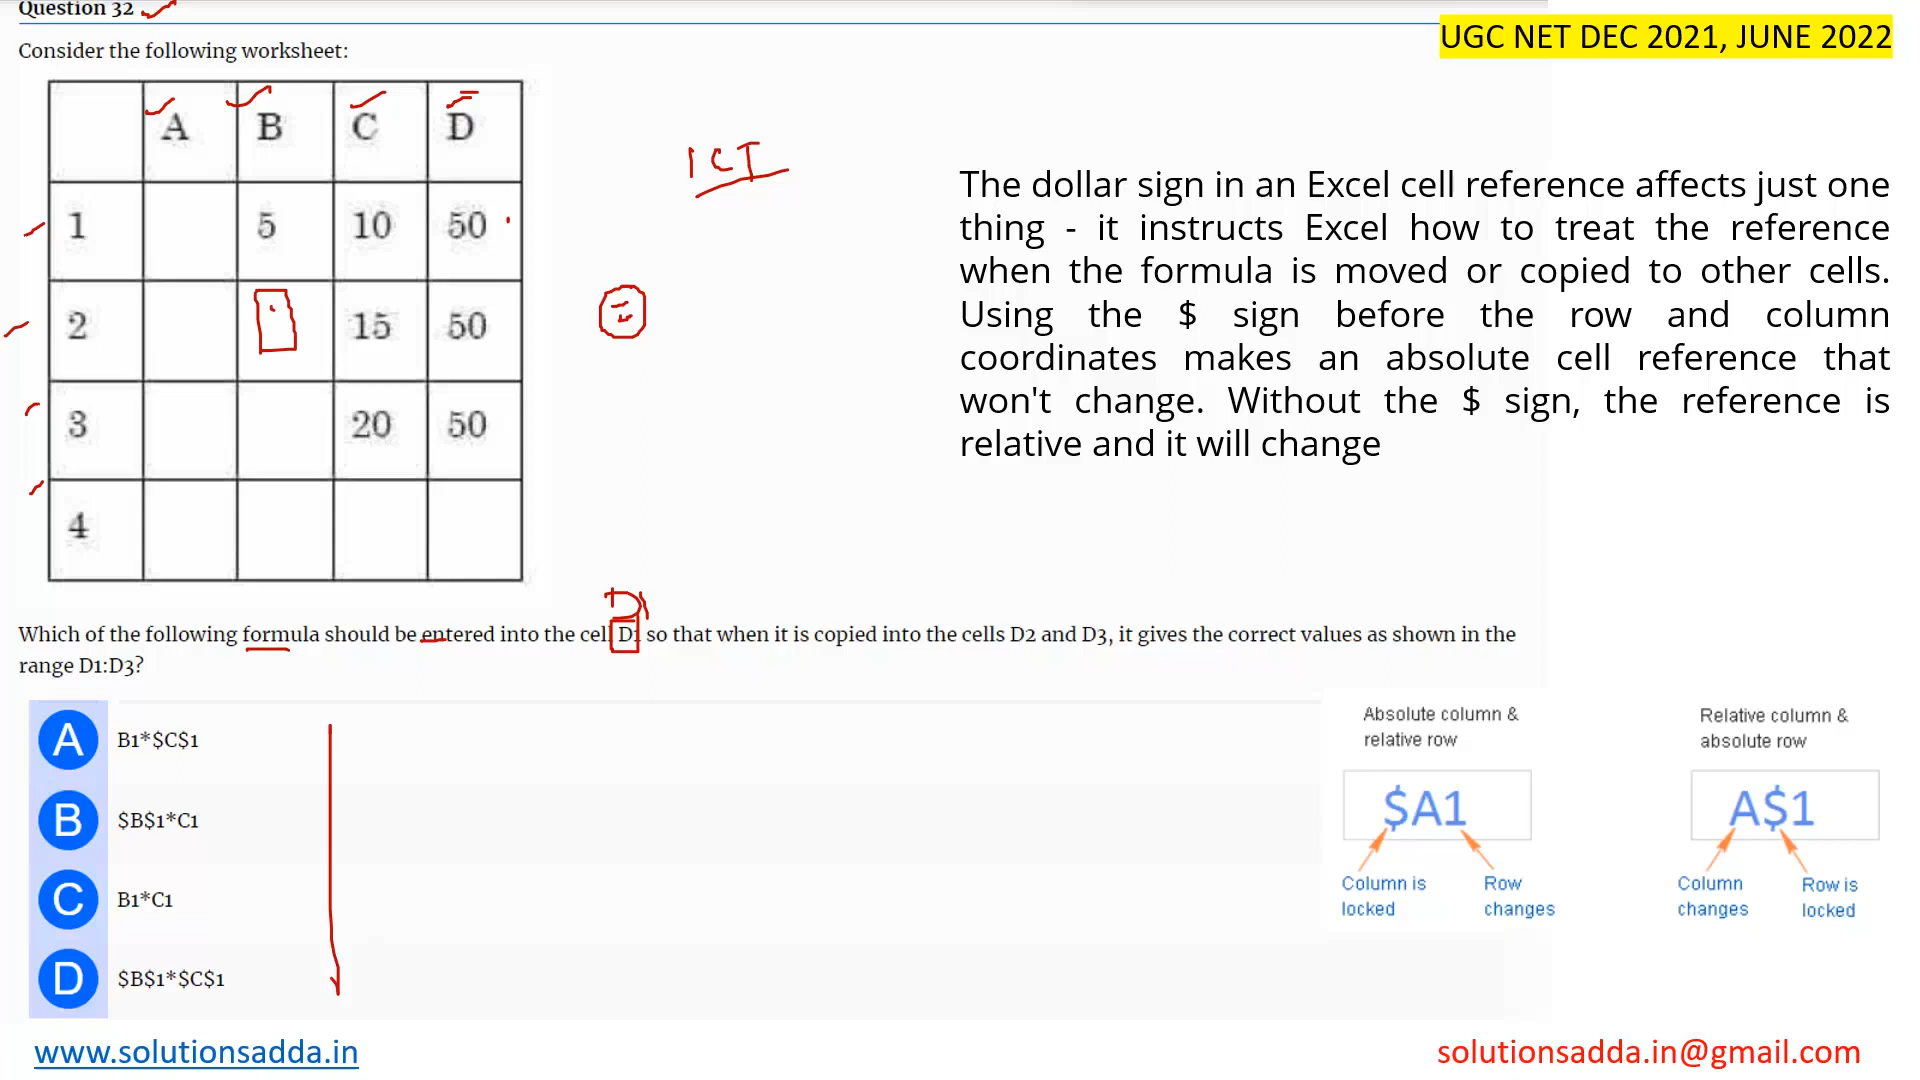 Question 32
UGC NET DEC 2021, JUNE 2022
Consider the following worksheet:
A B C D
1 5 10 50
2 15 50
3 20 50
4
ICT
The dollar sign in an Excel cell reference affects just one
thing - it instructs Excel how to treat the reference
when the formula is moved or copied to other cells.
Using the $ sign before the row and column
coordinates makes an absolute cell reference that
won't change. Without the $ sign, the reference is
relative and it will change
D1
Which of the following formula should be entered into the cell D1 so that when it is copied into the cells D2 and D3, it gives the correct values as shown in the
range D1:D3?
A B1*$C$1
B $B$1*C1
C B1*C1
D $B$1*$C$1
Absolute column &
relative row
$A1
Column is
locked
Row
changes
Relative column &
absolute row
A$1
Column
changes
Row is
locked
www.solutionsadda.in
solutionsadda.in@gmail.com